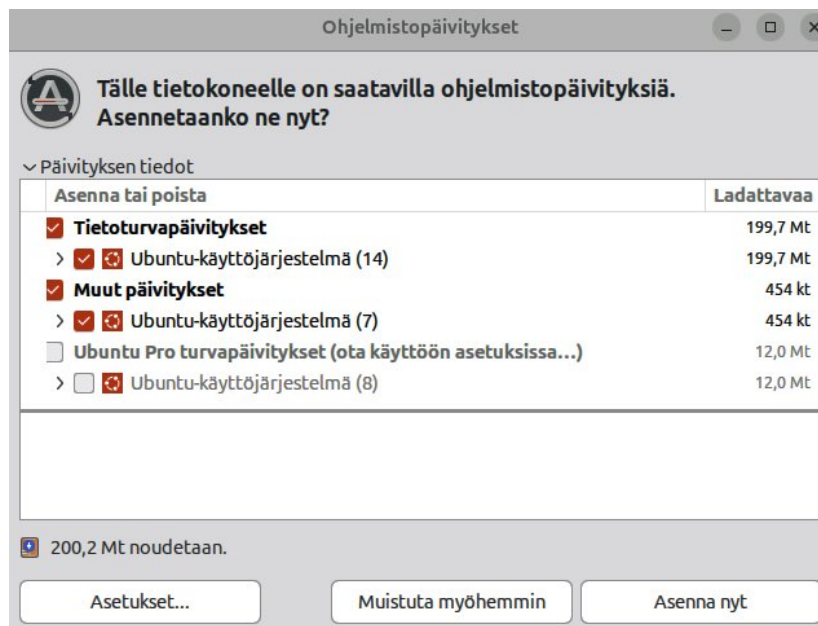 Ohjelmistopäivitykset
Tälle tietokoneelle on saatavilla ohjelmistopäivityksiä.
Asennetaanko ne nyt?
Päivityksen tiedot
Asenna tai poista Ladattavaa
Tietoturvapäivitykset 199,7 Mt
Ubuntu-käyttöjärjestelmä (14) 199,7 Mt
Muut päivitykset 454 kt
Ubuntu-käyttöjärjestelmä (7) 454 kt
Ubuntu Pro turvapäivitykset (ota käyttöön asetuksissa...) 12,0 Mt
Ubuntu-käyttöjärjestelmä (8) 12,0 Mt
200,2 Mt noudetaan.
Asetukset... Muistuta myöhemmin Asenna nyt